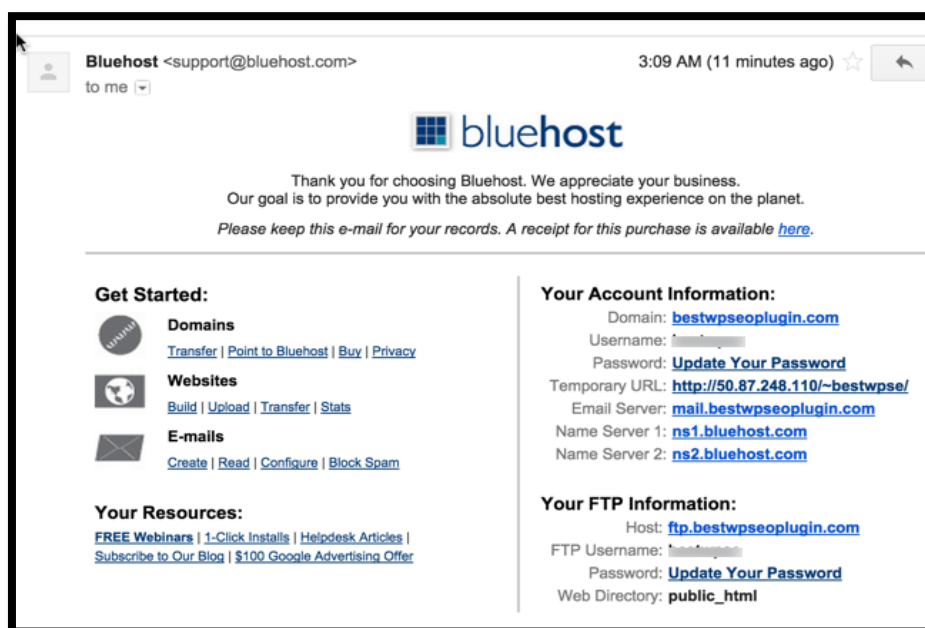 Bluehost <support@bluehost.com>
3:09 AM (11 minutes ago)
to me
bluehost
Thank you for choosing Bluehost. We appreciate your business.
Our goal is to provide you with the absolute best hosting experience on the planet.
Please keep this e-mail for your records. A receipt for this purchase is available here.
Get Started:
Domains
Transfer | Point to Bluehost | Buy | Privacy
Websites
Build | Upload | Transfer | Stats
E-mails
Create | Read | Configure | Block Spam
Your Resources:
FREE Webinars | 1-Click Installs | Helpdesk Articles |
Subscribe to Our Blog | $100 Google Advertising Offer
Your Account Information:
Domain: bestwpseoplugin.com
Username:
Password: Update Your Password
Temporary URL: http://50.87.248.110/~bestwpse/
Email Server: mail.bestwpseoplugin.com
Name Server 1: ns1.bluehost.com
Name Server 2: ns2.bluehost.com
Your FTP Information:
Host: ftp.bestwpseoplugin.com
FTP Username:
Password: Update Your Password
Web Directory: public_html